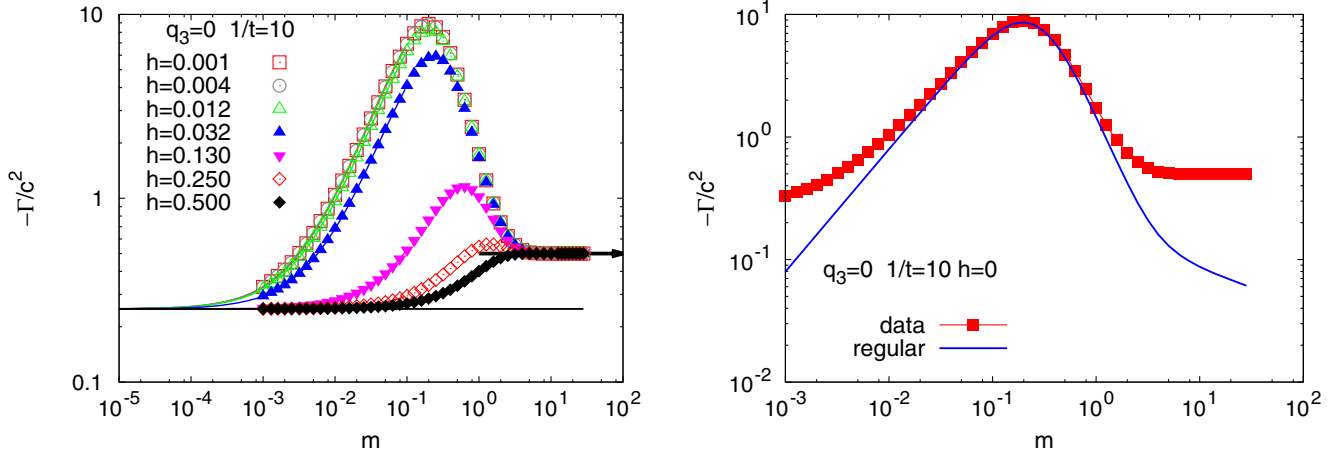 q₃=0 1/t=10
h=0.001
h=0.004
h=0.012
h=0.032
h=0.130
h=0.250
h=0.500
10
1
0.1
-Γ/c²
10⁻⁵ 10⁻⁴ 10⁻³ 10⁻² 10⁻¹ 10⁰ 10¹ 10²
m
10¹
10⁰
10⁻¹
10⁻²
-Γ/c²
q₃=0 1/t=10 h=0
data
regular
10⁻³ 10⁻² 10⁻¹ 10⁰ 10¹ 10²
m